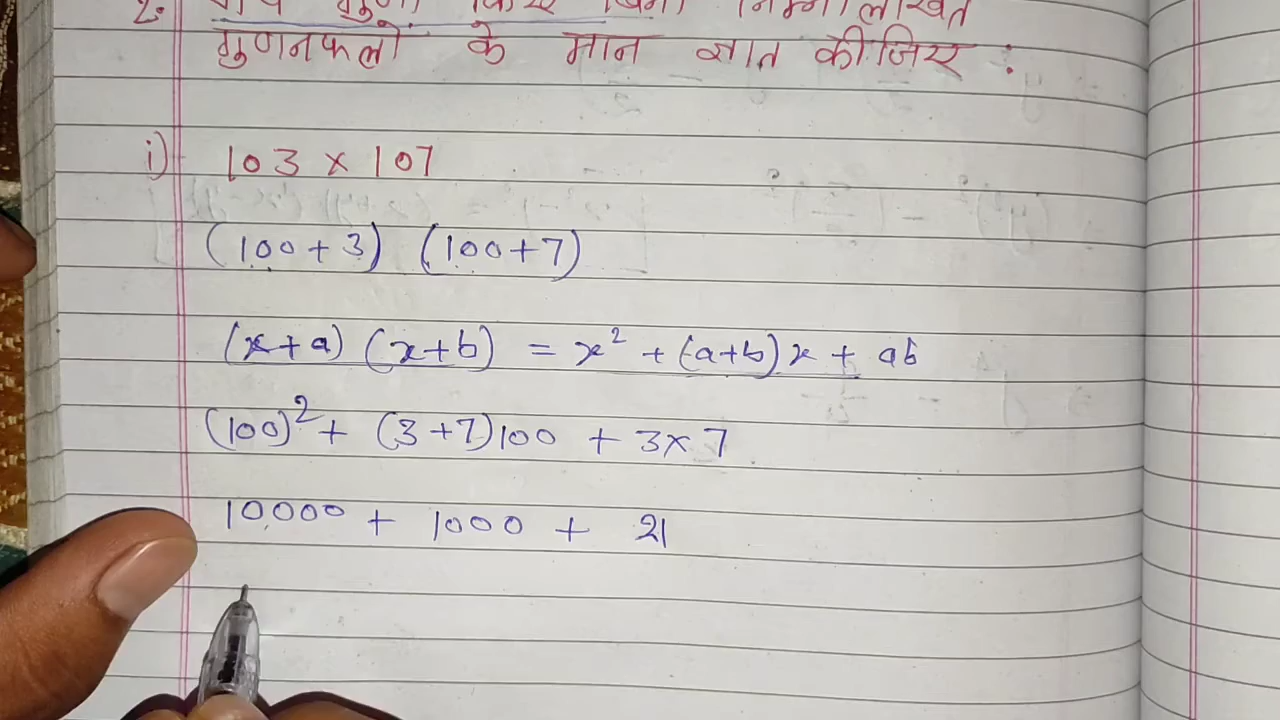 2.
गुणनफलों के मान ज्ञात कीजिए :
i) 103 x 107
(100 + 3) (100 + 7)
(x + a) (x + b) = x² + (a + b) x + ab
(100)² + (3 + 7) 100 + 3 x 7
10,000 + 1000 + 21